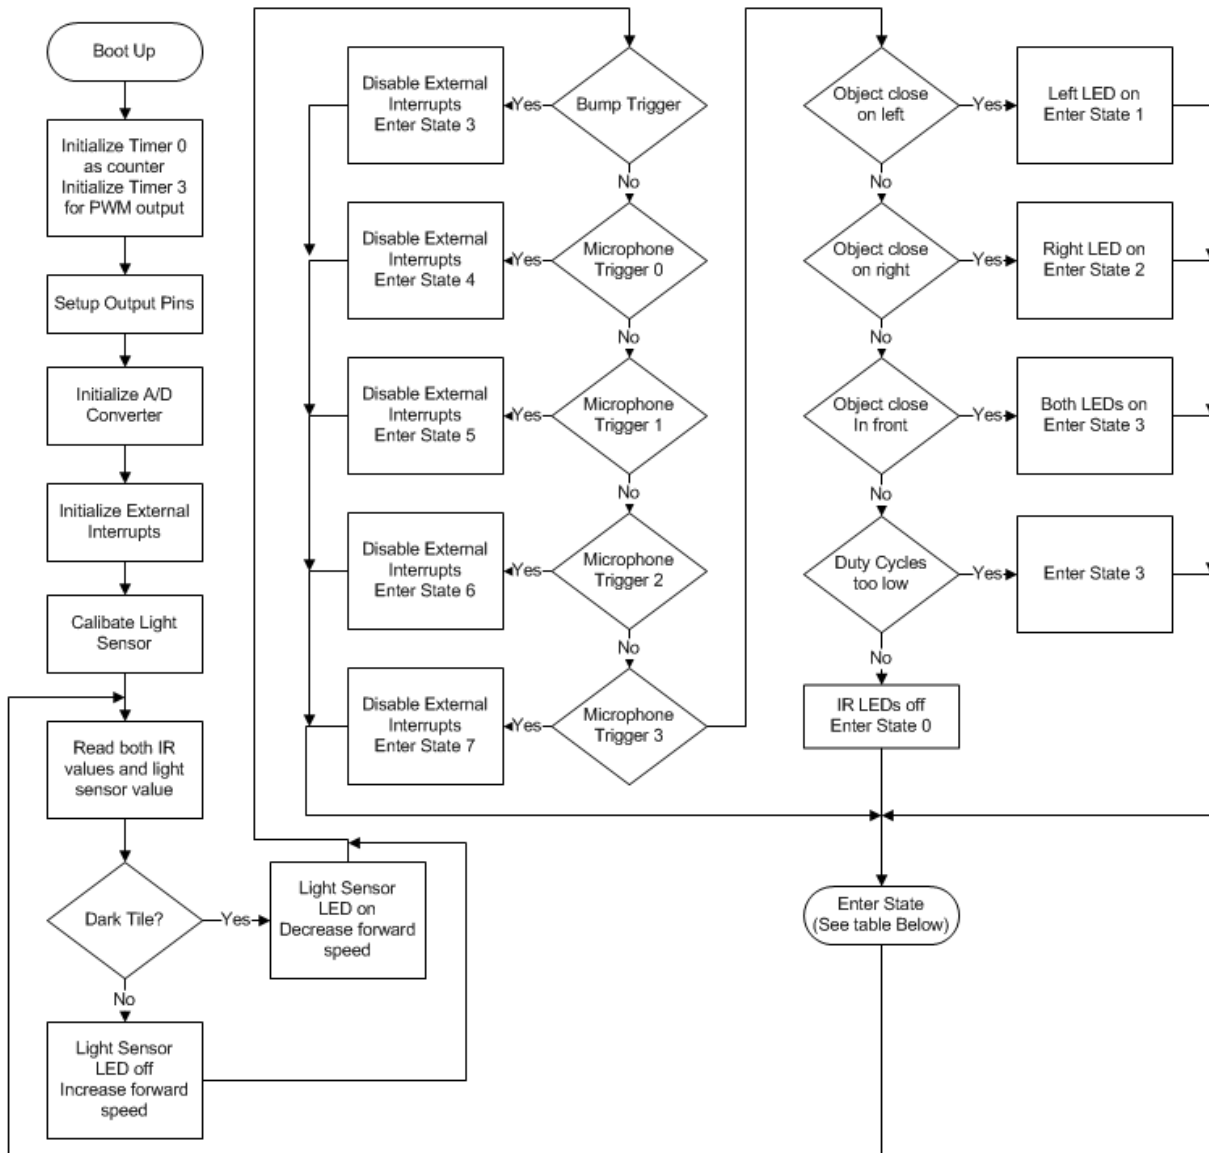 Boot Up
Initialize Timer 0
as counter
Initialize Timer 3
for PWM output
Setup Output Pins
Initialize A/D
Converter
Initialize External
Interrupts
Calibate Light
Sensor
Read both IR
values and light
sensor value
Dark Tile?
Yes
No
Light Sensor
LED on
Decrease forward
speed
Light Sensor
LED off
Increase forward
speed
Bump Trigger
Yes
Disable External
Interrupts
Enter State 3
No
Microphone
Trigger 0
Yes
Disable External
Interrupts
Enter State 4
No
Microphone
Trigger 1
Yes
Disable External
Interrupts
Enter State 5
No
Microphone
Trigger 2
Yes
Disable External
Interrupts
Enter State 6
No
Microphone
Trigger 3
Yes
Disable External
Interrupts
Enter State 7
Object close
on left
Yes
Left LED on
Enter State 1
No
Object close
on right
Yes
Right LED on
Enter State 2
No
Object close
In front
Yes
Both LEDs on
Enter State 3
No
Duty Cycles
too low
Yes
Enter State 3
No
IR LEDs off
Enter State 0
Enter State
(See table Below)